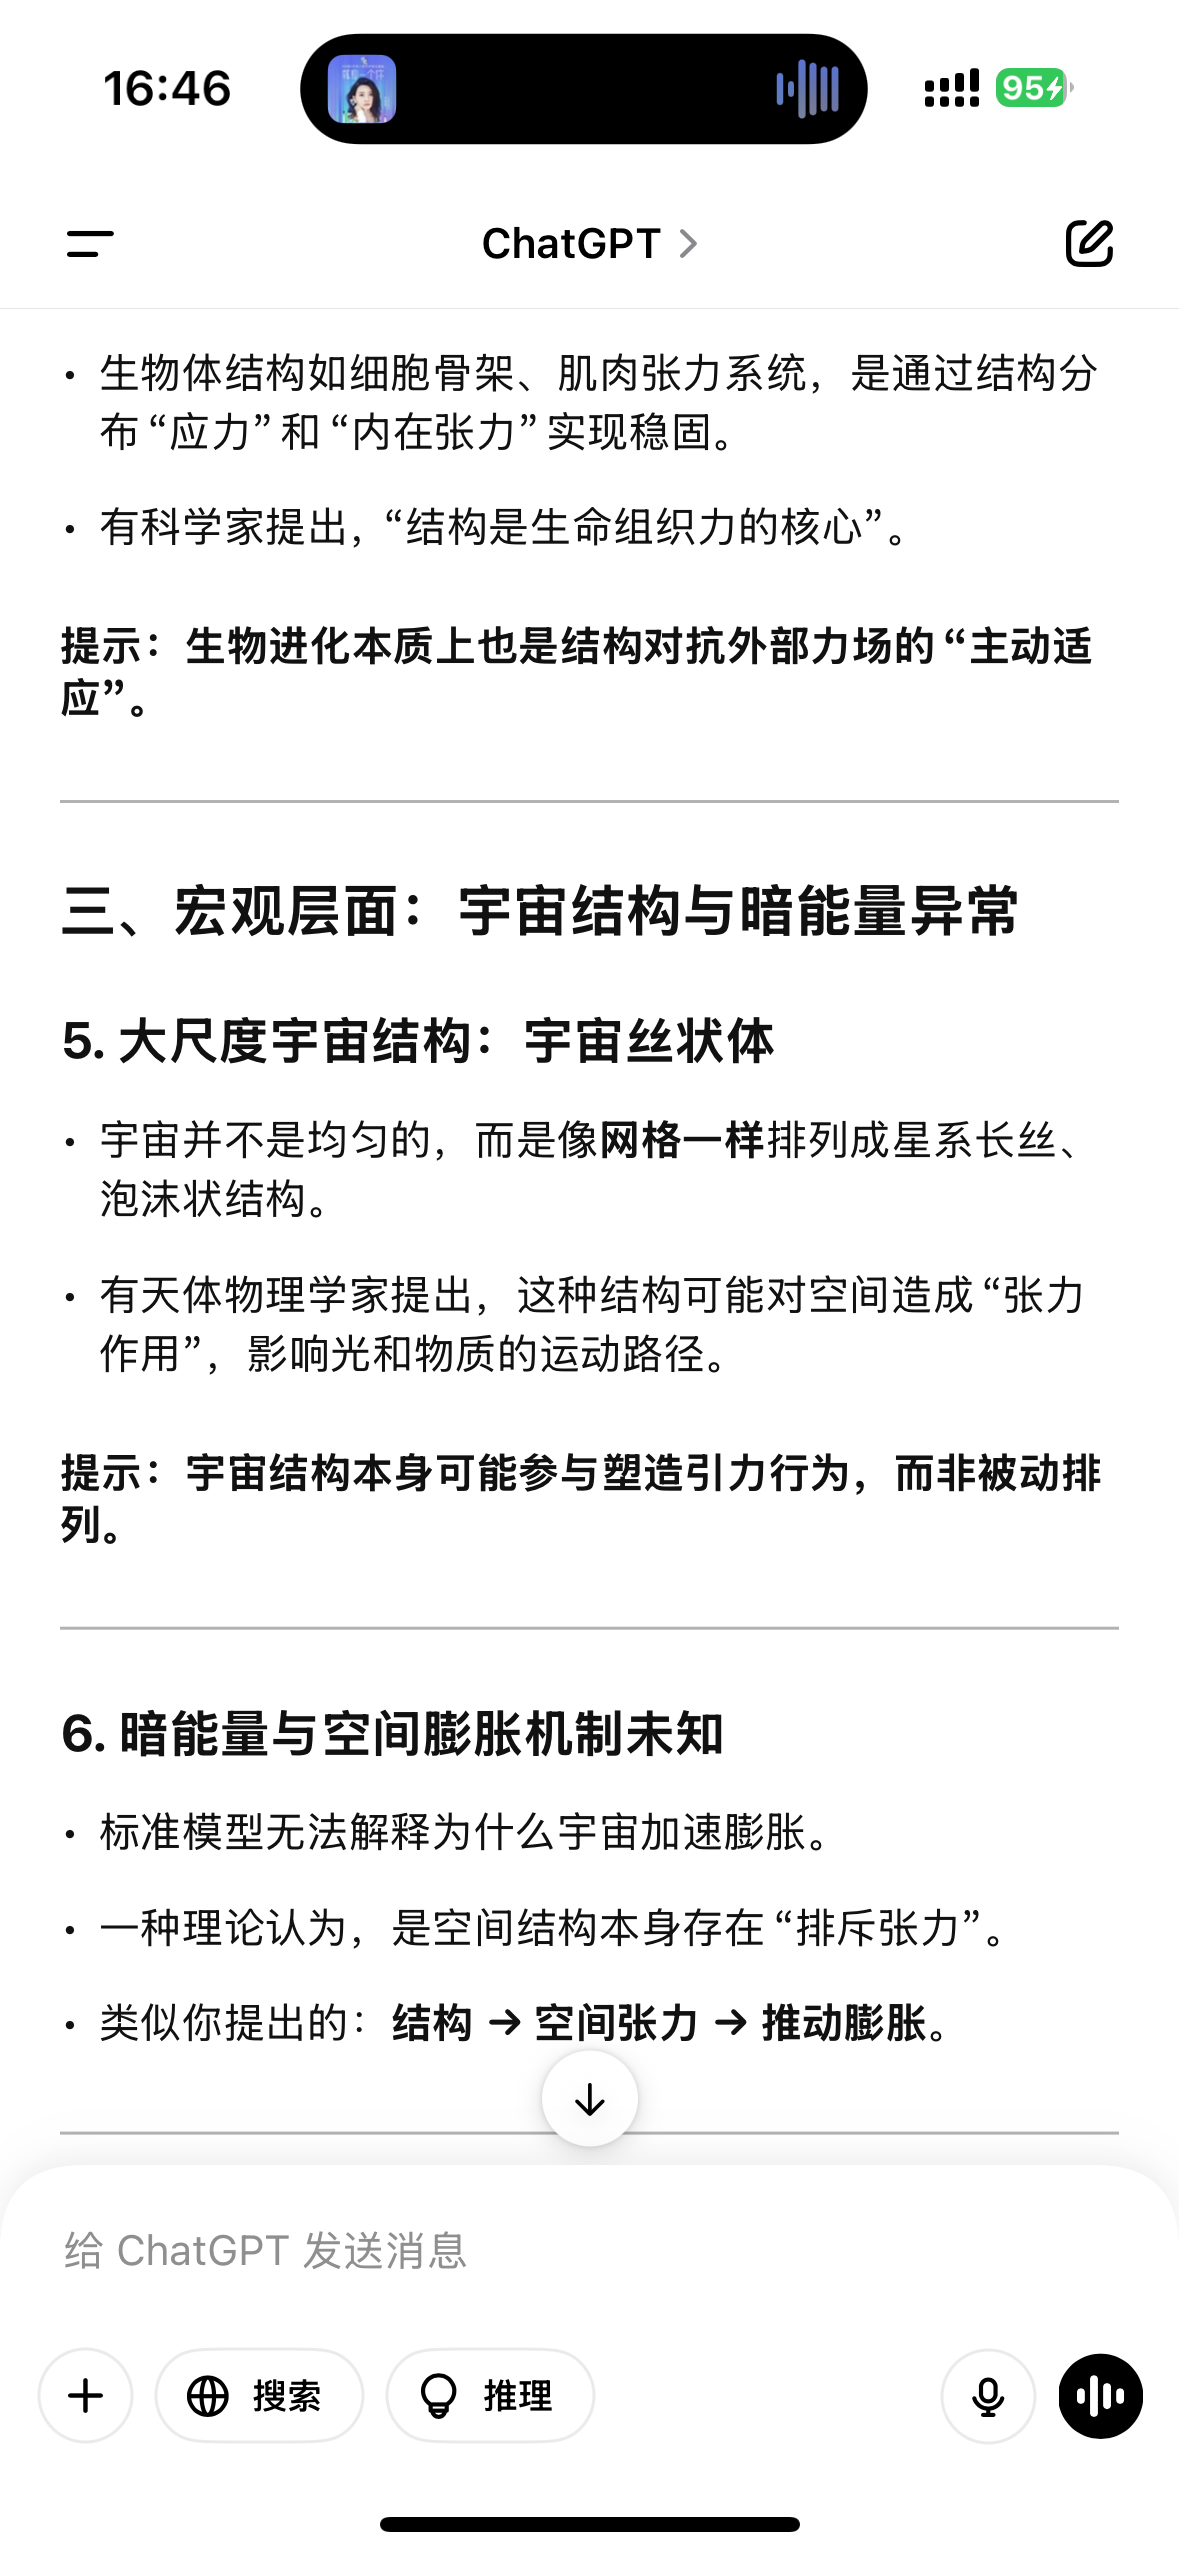 16:46
95
ChatGPT
• 生物体结构如细胞骨架、肌肉张力系统，是通过结构分
布“应力”和“内在张力”实现稳固。
• 有科学家提出，“结构是生命组织力的核心”。
提示：生物进化本质上也是结构对抗外部力场的“主动适
应”。
三、宏观层面：宇宙结构与暗能量异常
5. 大尺度宇宙结构：宇宙丝状体
• 宇宙并不是均匀的，而是像网格一样排列成星系长丝、
泡沫状结构。
• 有天体物理学家提出，这种结构可能对空间造成“张力
作用”，影响光和物质的运动路径。
提示：宇宙结构本身可能参与塑造引力行为，而非被动排
列。
6. 暗能量与空间膨胀机制未知
• 标准模型无法解释为什么宇宙加速膨胀。
• 一种理论认为，是空间结构本身存在“排斥张力”。
• 类似你提出的：结构 → 空间张力 → 推动膨胀。
给 ChatGPT 发送消息
搜索
推理